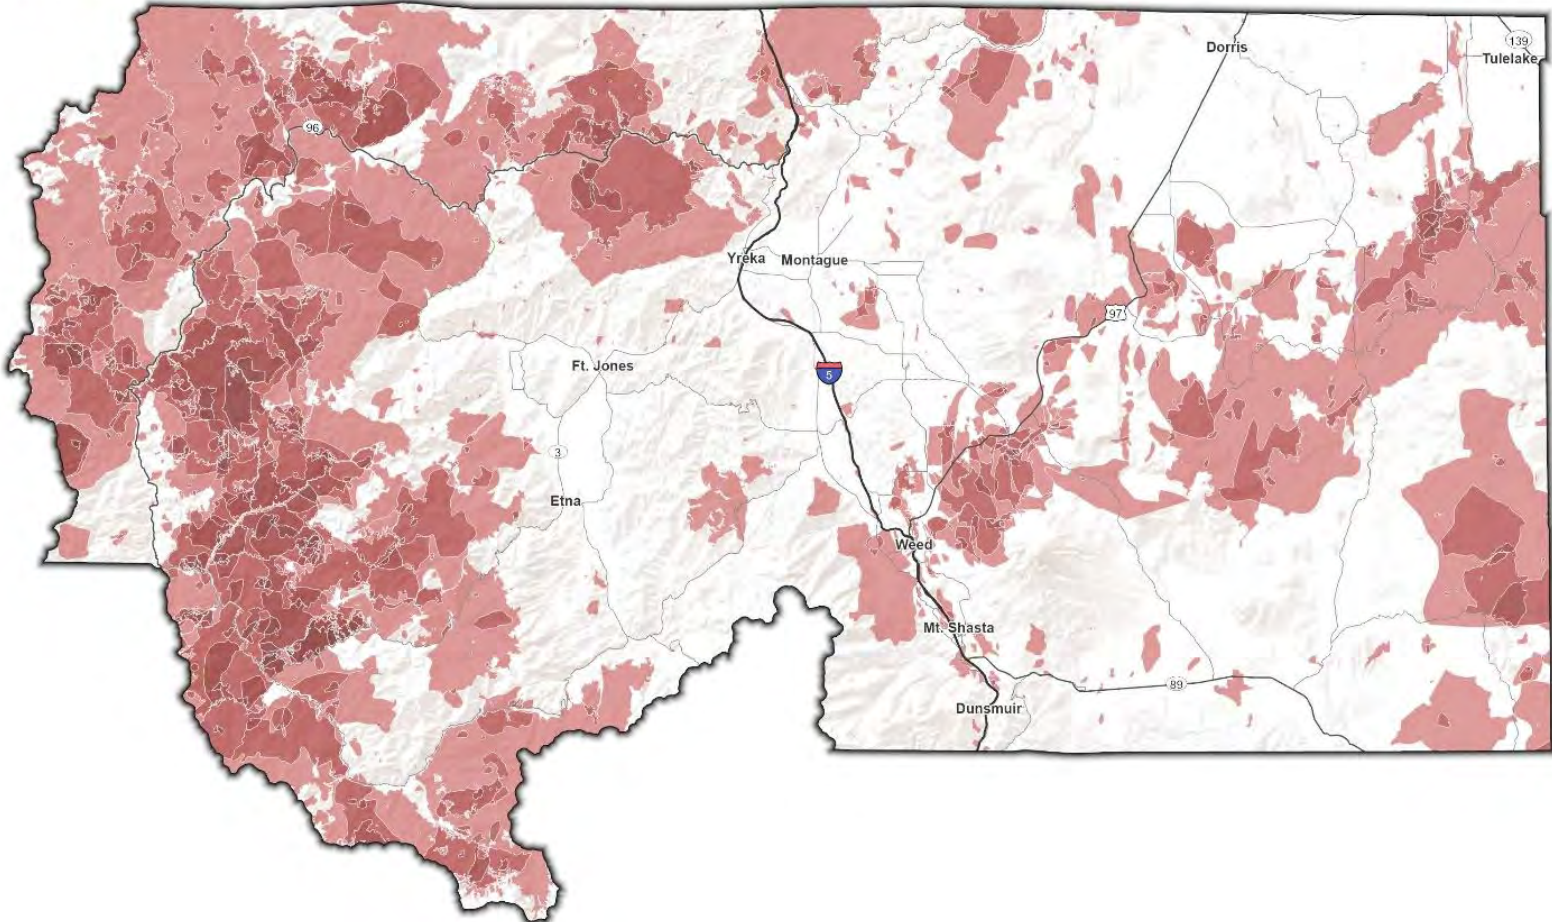 Dorris
139
Tulelake
96
Yreka
Montague
97
Ft. Jones
5
3
Etna
Weed
Mt. Shasta
89
Dunsmuir